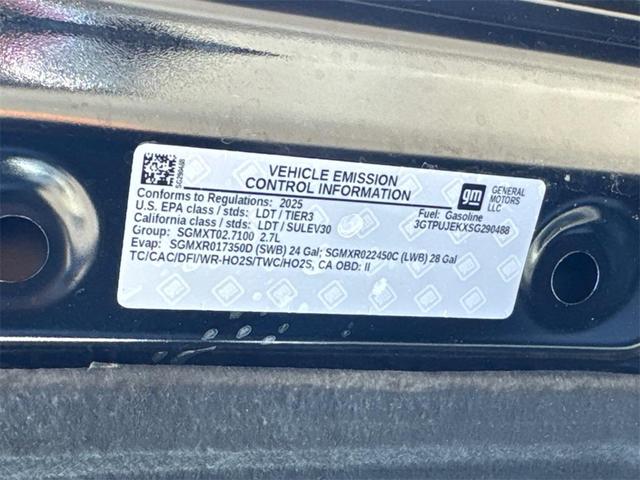 VEHICLE EMISSION
CONTROL INFORMATION
gm
GENERAL
MOTORS
LLC
Conforms to Regulations: 2025
U.S. EPA class / stds: LDT / TIER3
Fuel: Gasoline
California class / stds: LDT / SULEV30
3GTPUJEKXSG290488
Group: SGMXT02.7100 2.7L
Evap: SGMXR017350D (SWB) 24 Gal; SGMXR022450C (LWB) 28 Gal
TC/CAC/DFI/WR-HO2S/TWC/HO2S, CA OBD: II